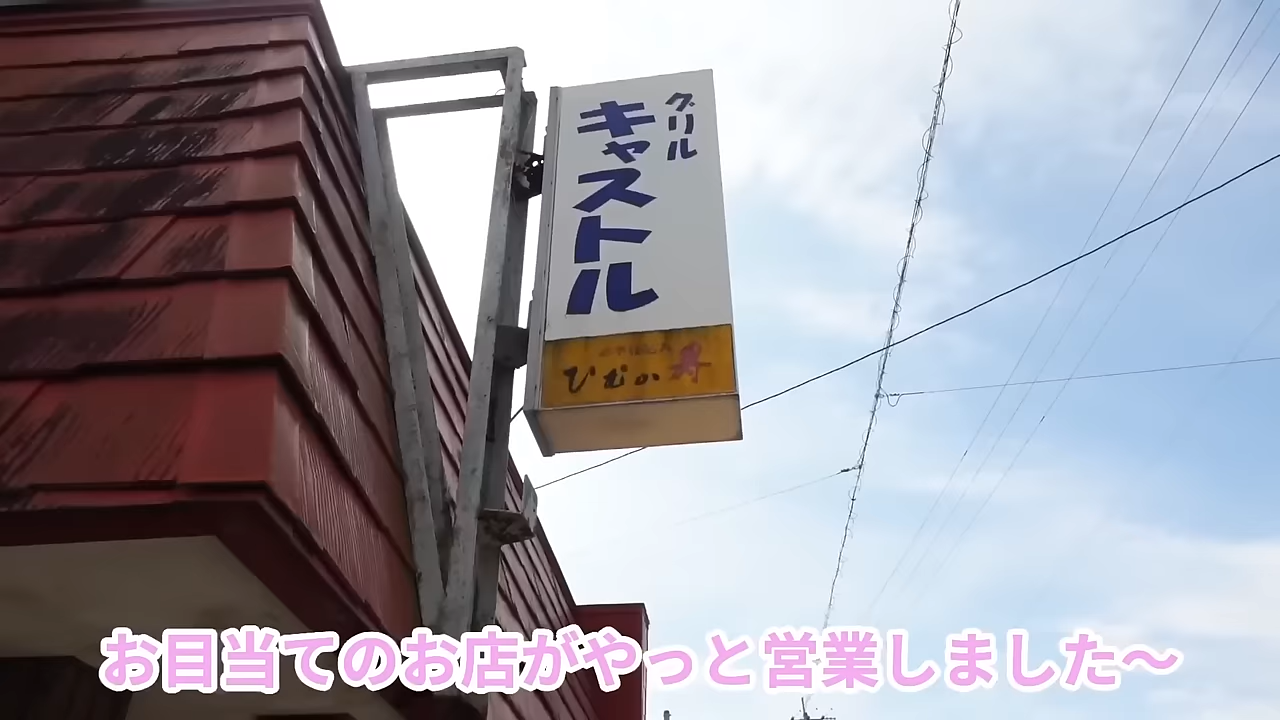 グリル
キャストル
ひむか丼
お目当てのお店がやっと営業しました～